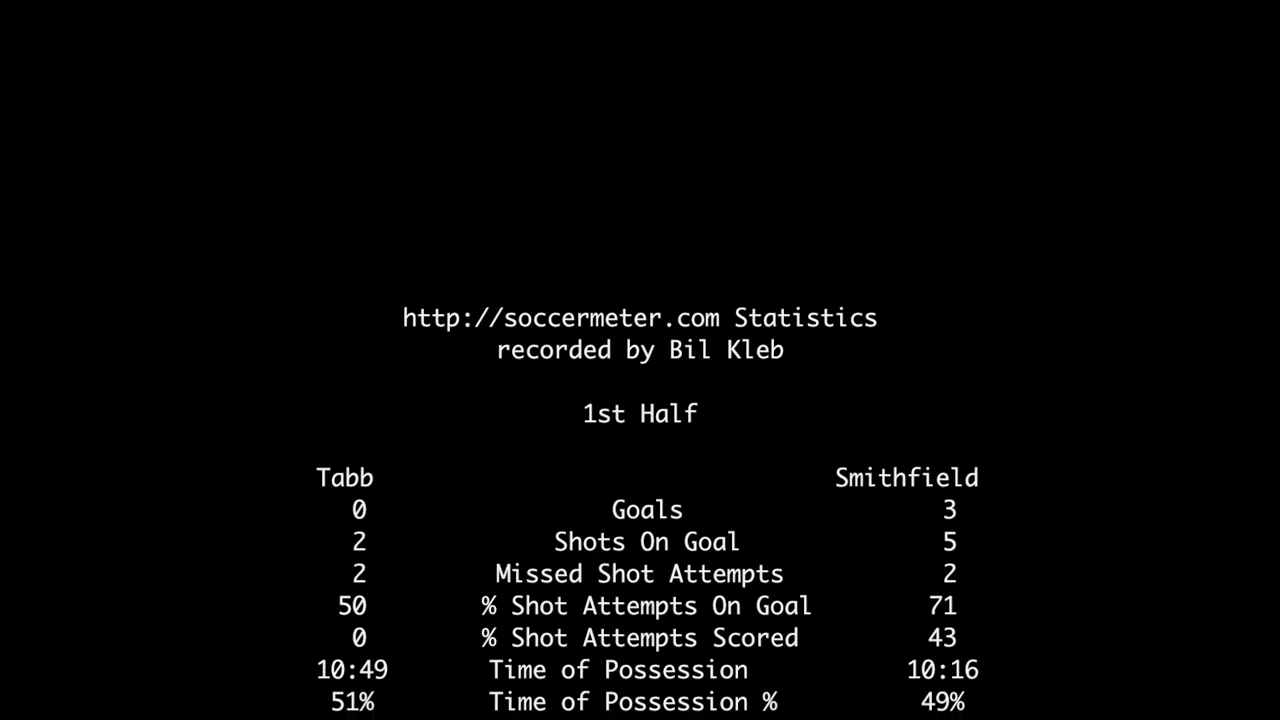 http://soccermeter.com Statistics
recorded by Bil Kleb
1st Half
Tabb Smithfield
0 Goals 3
2 Shots On Goal 5
2 Missed Shot Attempts 2
50 % Shot Attempts On Goal 71
0 % Shot Attempts Scored 43
10:49 Time of Possession 10:16
51% Time of Possession % 49%